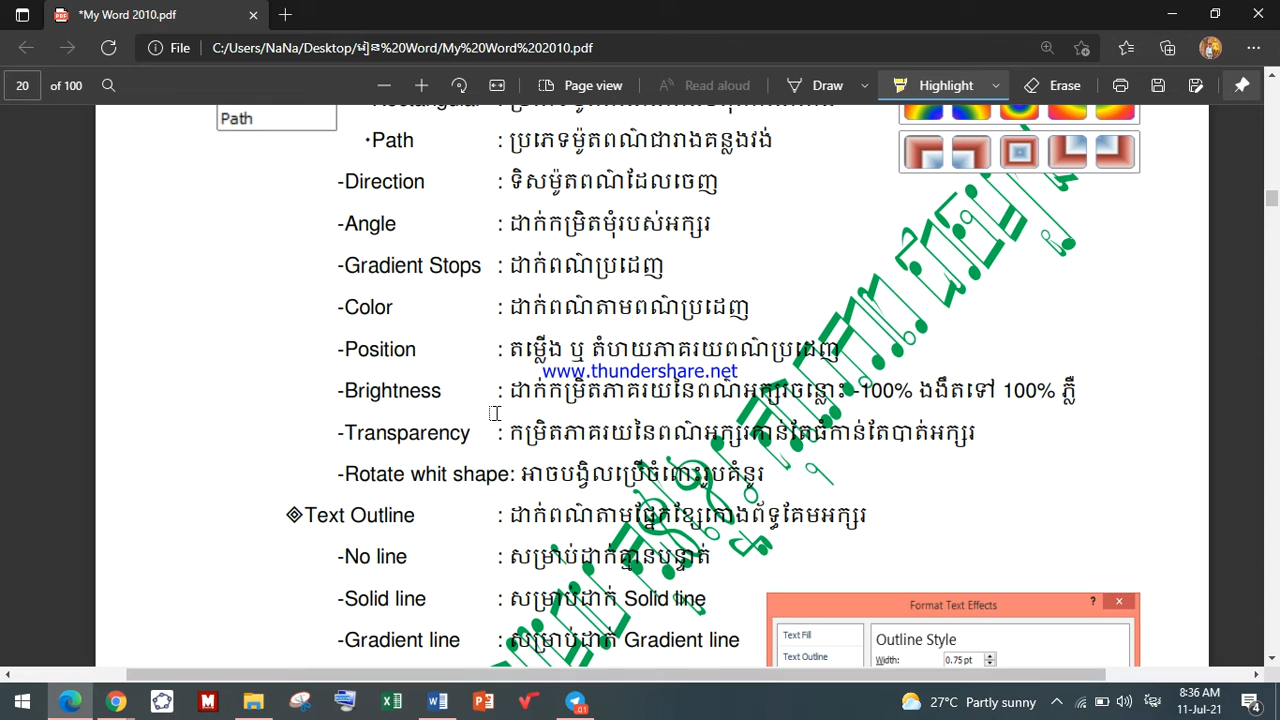 *My Word 2010.pdf
File C:/Users/NaNa/Desktop/រៀន%20Word/My%20Word%202010.pdf
20 of 100 Page view Read aloud Draw Highlight Erase
Path
•Path : ប្រភេទម៉ូតពណ៌ជារាងគន្លងវង់
-Direction : ទិសម៉ូតពណ៌ដែលចេញ
-Angle : ដាក់កម្រិតមុំរបស់អក្សរ
-Gradient Stops : ដាក់ពណ៌ប្រដេញ
-Color : ដាក់ពណ៌តាមពណ៌ប្រដេញ
-Position : តម្លើង ឬ តំហយភាគរយពណ៌ប្រដេញ
www.thundershare.net
-Brightness : ដាក់កម្រិតភាគរយនៃពណ៌អក្សរចន្លោះ -100% ងងឹតទៅ 100% ភ្លឺ
-Transparency : កម្រិតភាគរយនៃពណ៌អក្សរកាន់តែធំកាន់តែបាត់អក្សរ
-Rotate whit shape: អាចបង្វិលប្រើចំពោះរូបគំនូរ
Text Outline : ដាក់ពណ៌តាមផ្នែកខ្សែកោងព័ទ្ធគែមអក្សរ
-No line : សម្រាប់ដាក់គ្មានបន្ទាត់
-Solid line : សម្រាប់ដាក់ Solid line
-Gradient line : សម្រាប់ដាក់ Gradient line
Format Text Effects ?
Text Fill
Text Outline
Outline Style
Width: 0.75 pt
27°C Partly sunny
8:36 AM
11-Jul-21
4
01